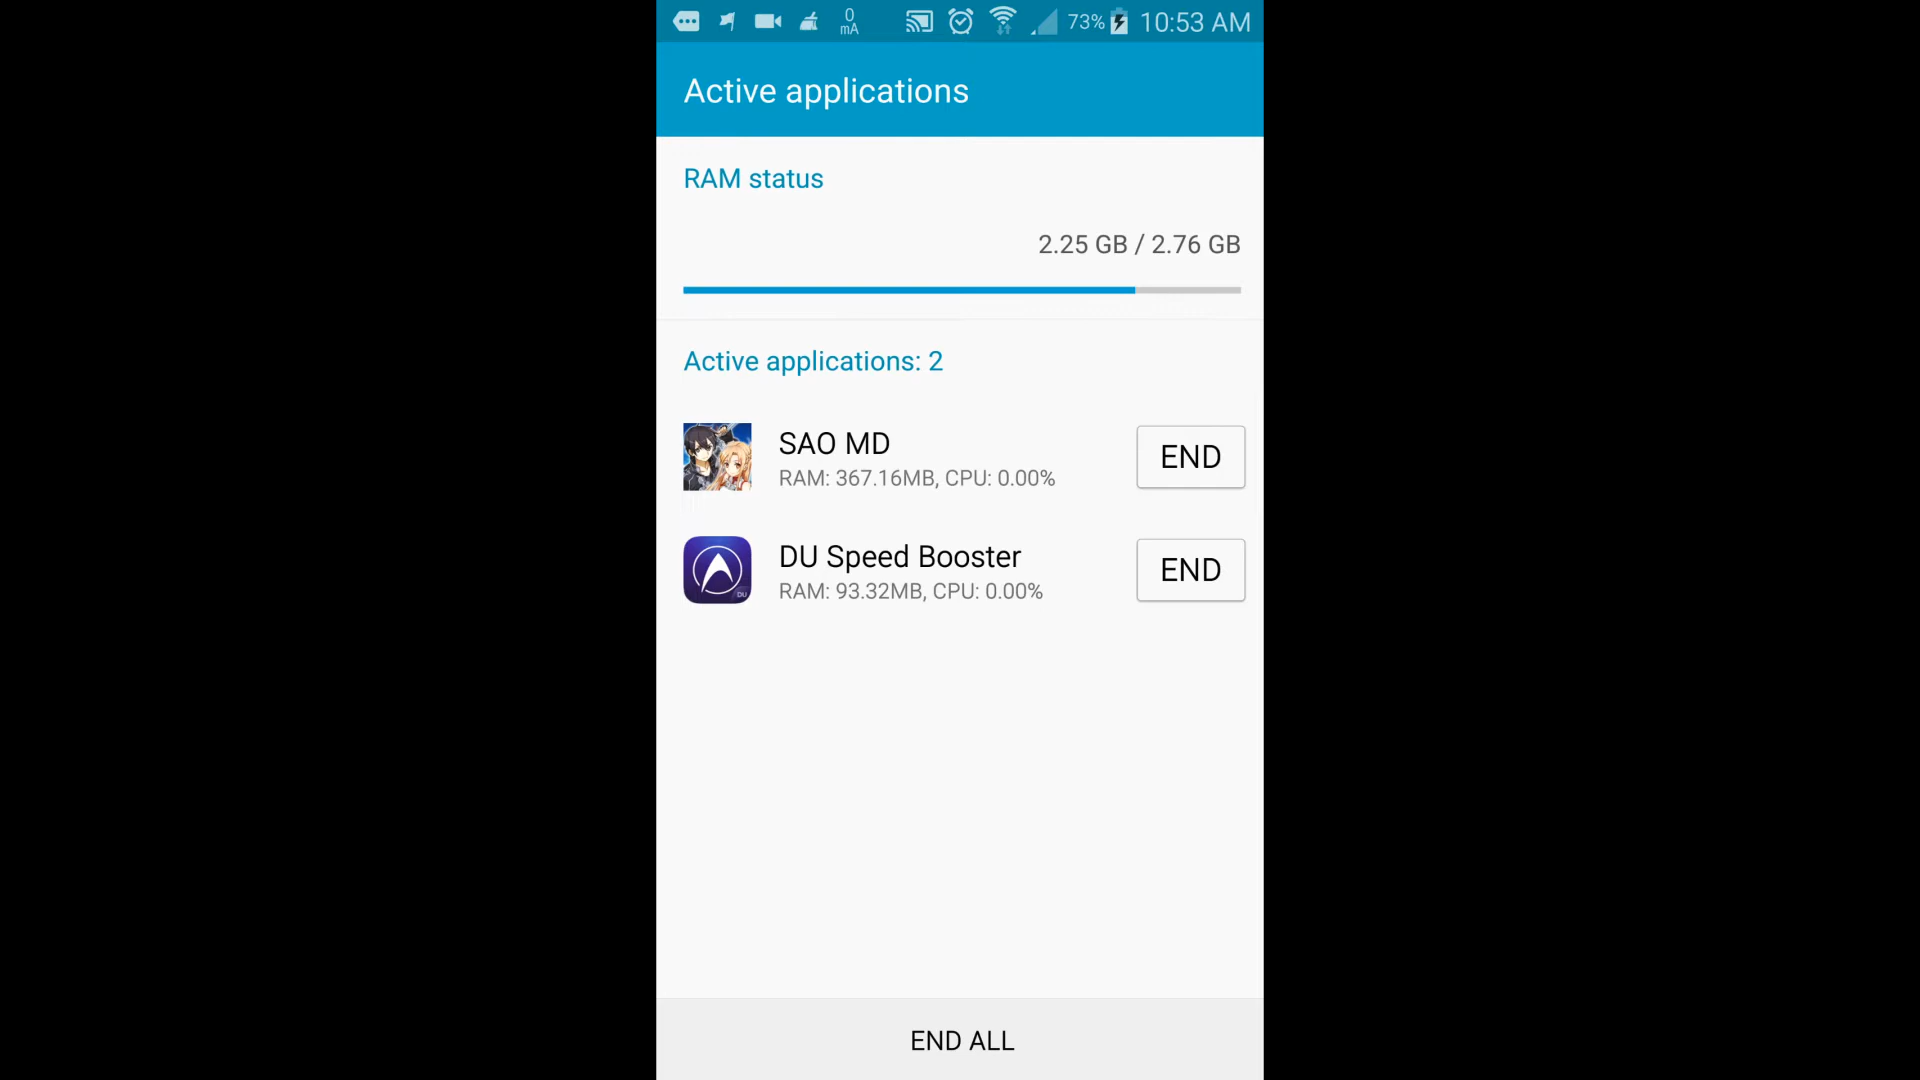 0
mA
73%
10:53 AM
Active applications
RAM status
2.25 GB / 2.76 GB
Active applications: 2
SAO MD
RAM: 367.16MB, CPU: 0.00%
END
DU
DU Speed Booster
RAM: 93.32MB, CPU: 0.00%
END
END ALL